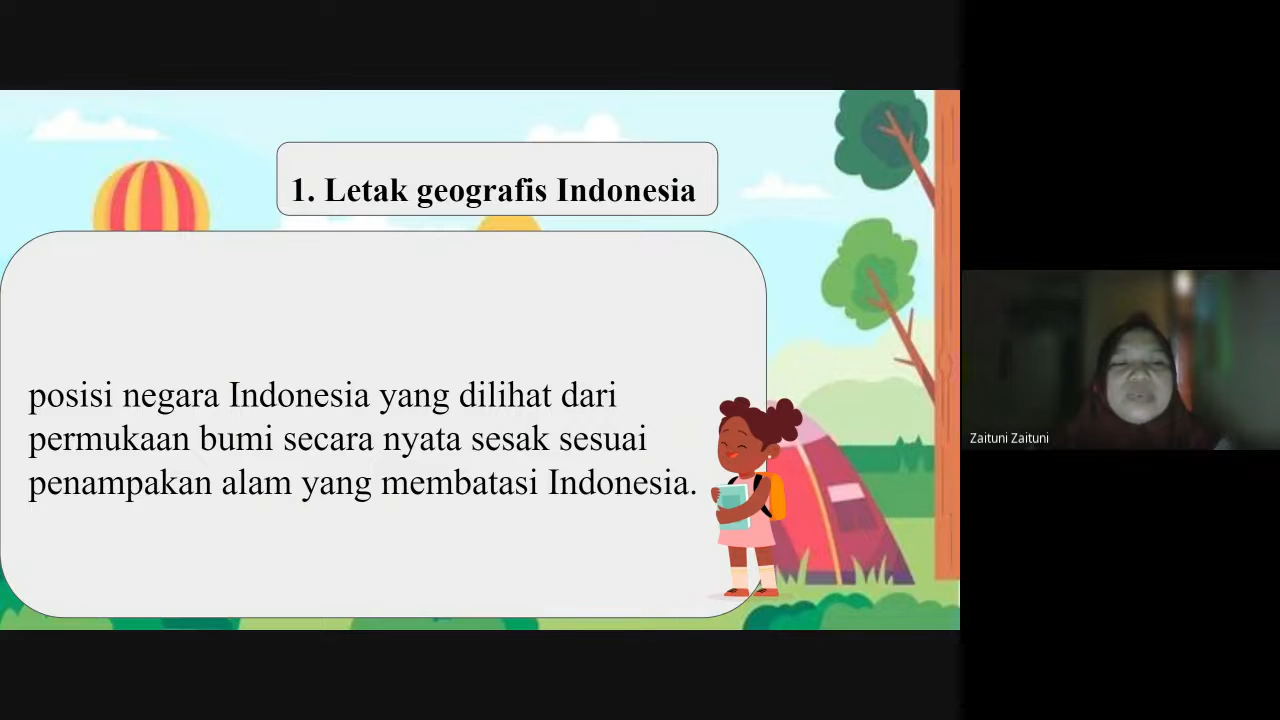 1. Letak geografis Indonesia
posisi negara Indonesia yang dilihat dari
permukaan bumi secara nyata sesak sesuai
penampakan alam yang membatasi Indonesia.
Zaituni Zaituni